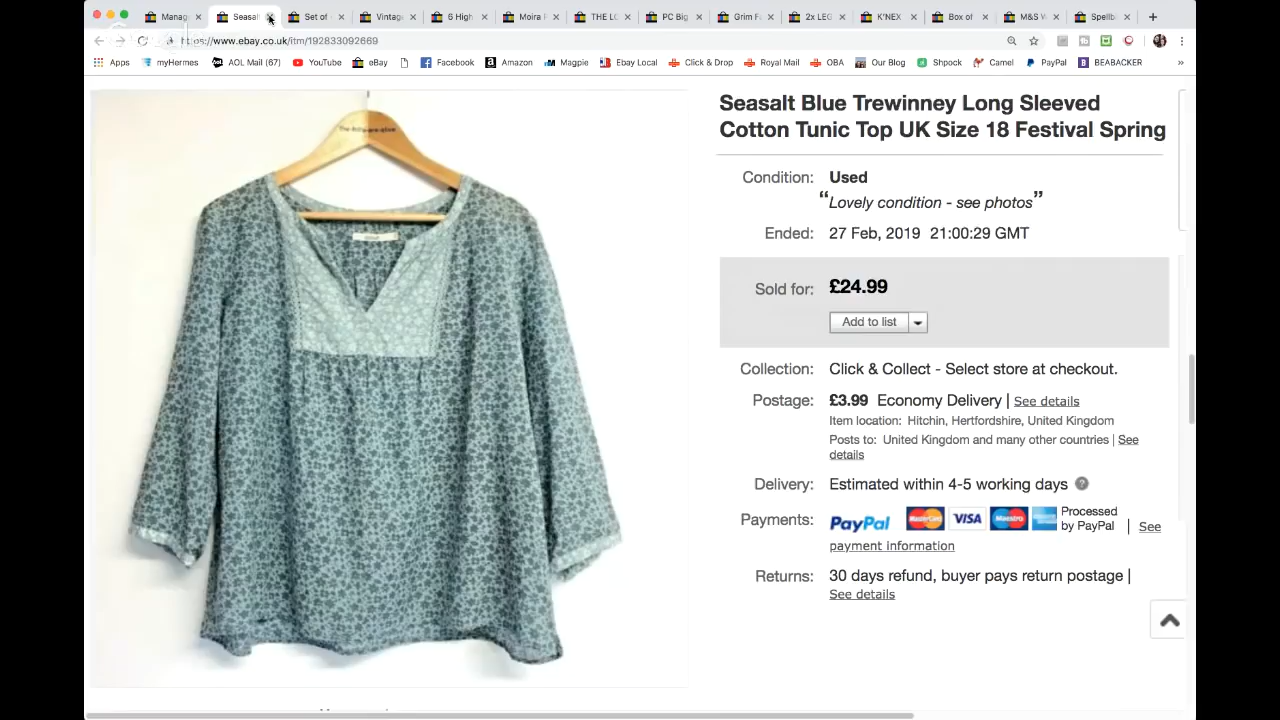 Manag
Seasal
Set of
Vintag
6 High
Moira
THE L
PC Big
Grim F
2x LEG
K'NEX
Box of
M&S
Spellb
https://www.ebay.co.uk/itm/192833092669
Apps
myHermes
AOL Mail (67)
YouTube
eBay
Facebook
Amazon
Magpie
Ebay Local
Click & Drop
Royal Mail
OBA
Our Blog
Shpock
Camel
PayPal
BEABACKER
»
Seasalt Blue Trewinney Long Sleeved
Cotton Tunic Top UK Size 18 Festival Spring
Condition: Used
“Lovely condition - see photos”
Ended: 27 Feb, 2019 21:00:29 GMT
Sold for: £24.99
Add to list
Collection: Click & Collect - Select store at checkout.
Postage: £3.99 Economy Delivery | See details
Item location: Hitchin, Hertfordshire, United Kingdom
Posts to: United Kingdom and many other countries | See
details
Delivery: Estimated within 4-5 working days ?
Payments: PayPal MasterCard VISA Maestro Processed
by PayPal | See
payment information
Returns: 30 days refund, buyer pays return postage |
See details